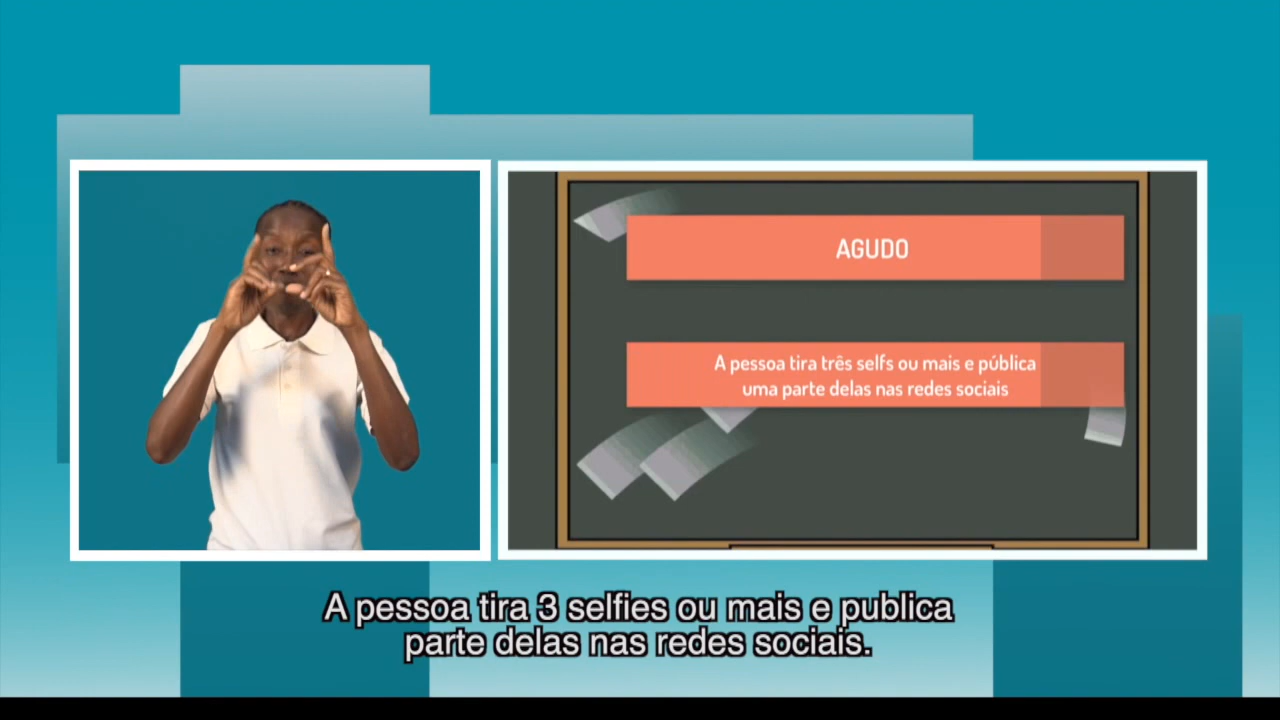 AGUDO
A pessoa tira três selfs ou mais e pública
uma parte delas nas redes sociais
A pessoa tira 3 selfies ou mais e publica
parte delas nas redes sociais.